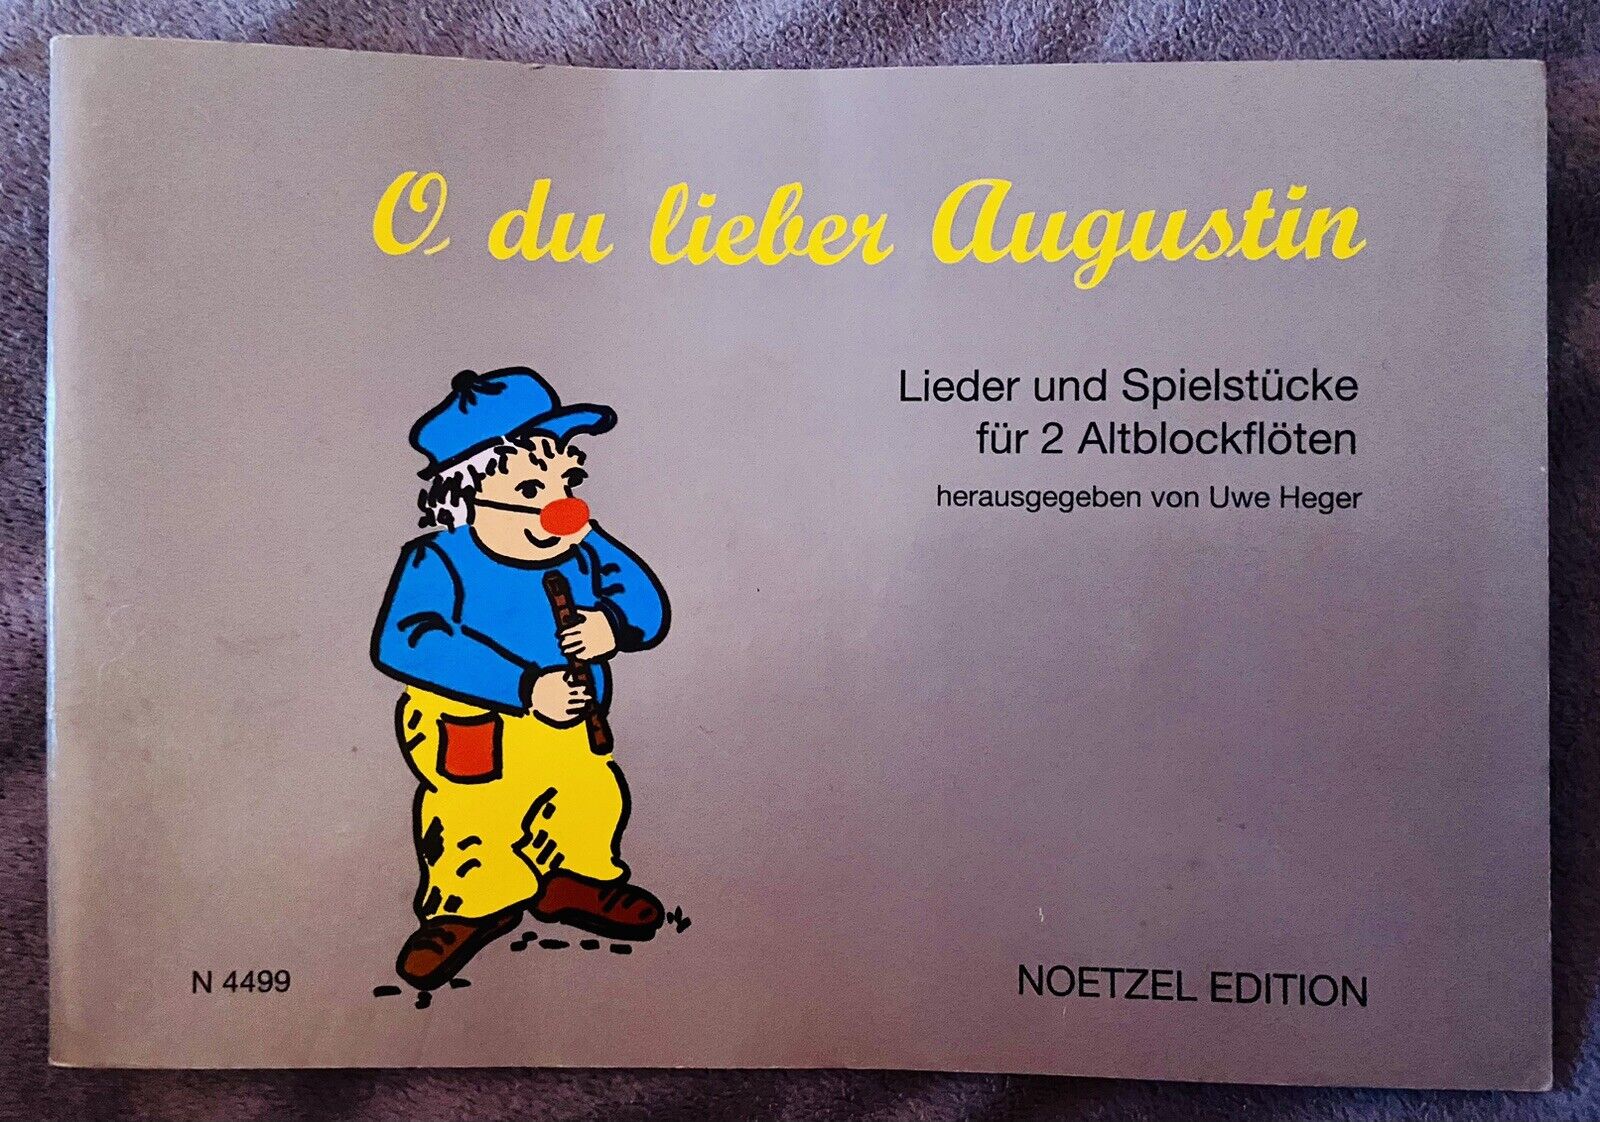 O du lieber Augustin
Lieder und Spielstücke
für 2 Altblockflöten
herausgegeben von Uwe Heger
N 4499
NOETZEL EDITION